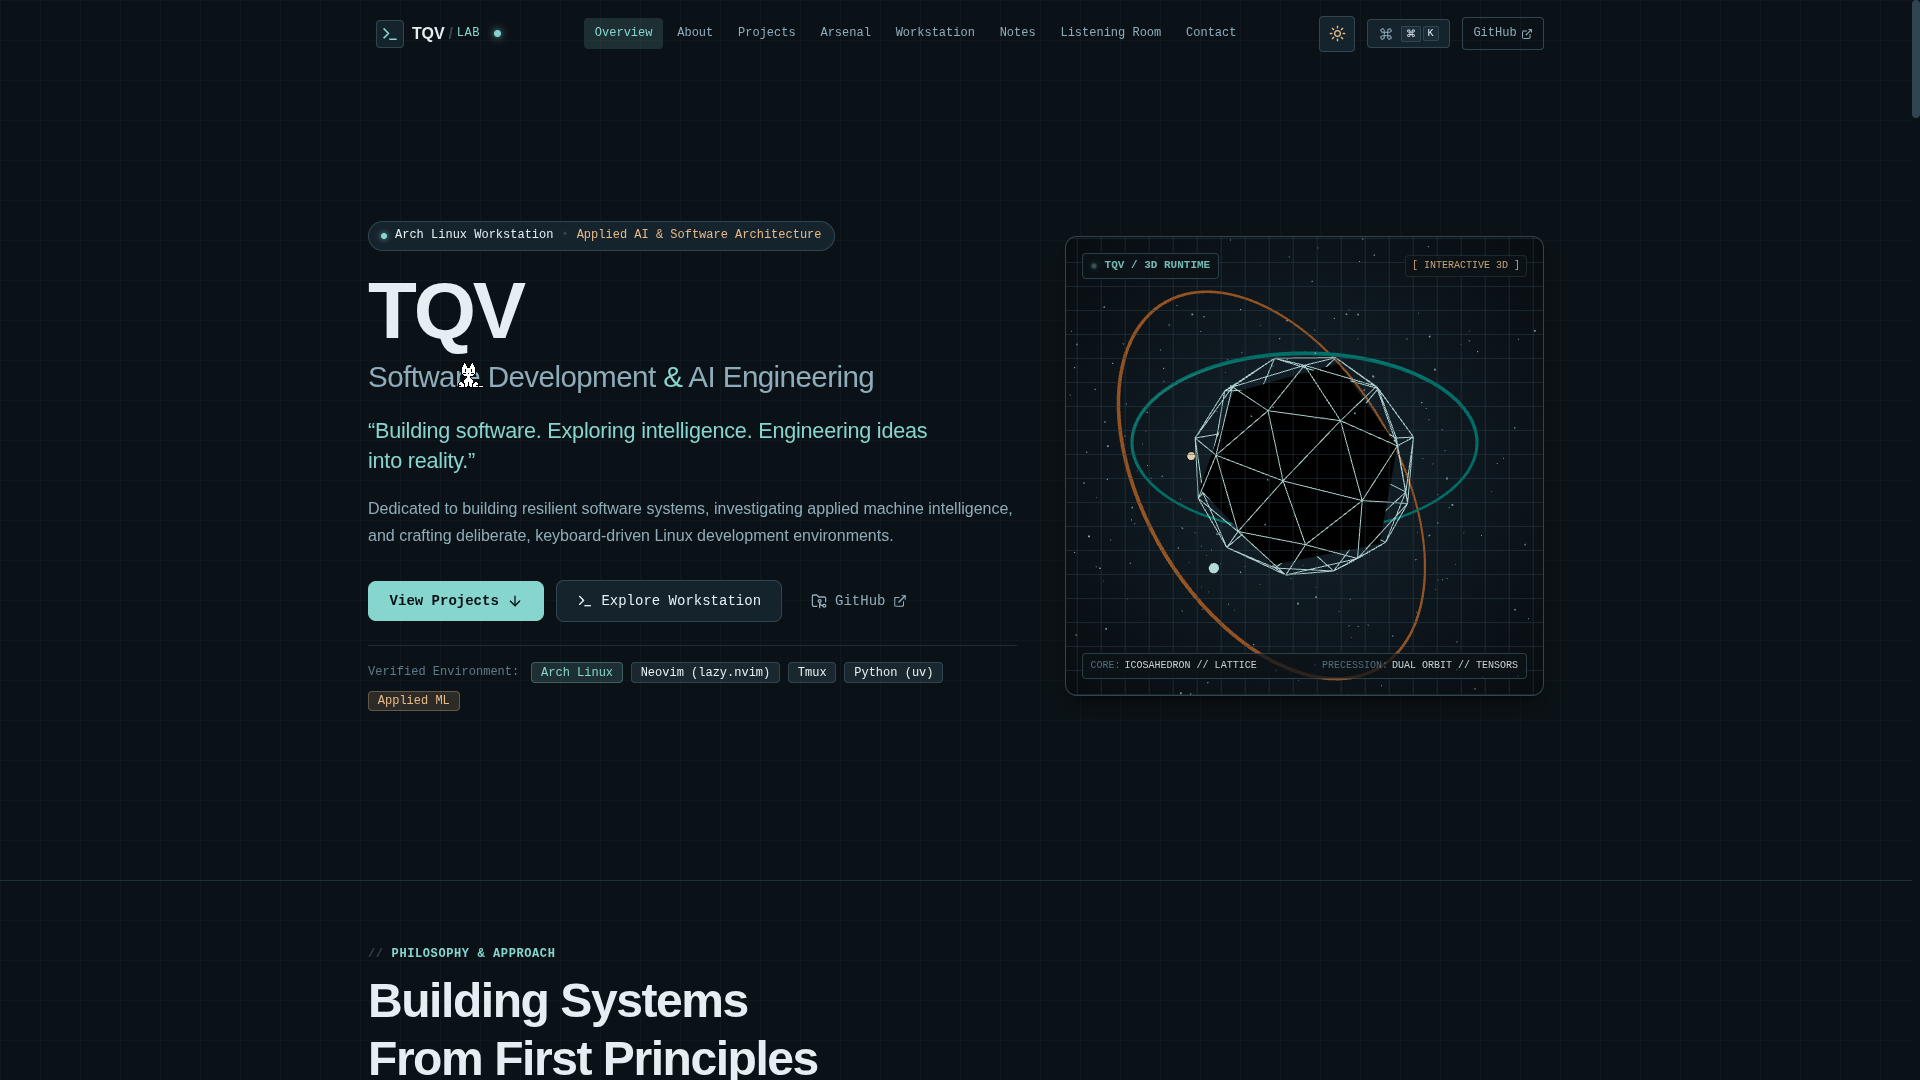 TQV / LAB
Overview
About
Projects
Arsenal
Workstation
Notes
Listening Room
Contact
⌘ K
GitHub
Arch Linux Workstation • Applied AI & Software Architecture
TQV
Software Development & AI Engineering
“Building software. Exploring intelligence. Engineering ideas
into reality.”
Dedicated to building resilient software systems, investigating applied machine intelligence,
and crafting deliberate, keyboard-driven Linux development environments.
View Projects
Explore Workstation
GitHub
Verified Environment: Arch Linux Neovim (lazy.nvim) Tmux Python (uv)
Applied ML
TQV / 3D RUNTIME
[ INTERACTIVE 3D ]
CORE: ICOSAHEDRON // LATTICE
PRECESSION: DUAL ORBIT // TENSORS
// PHILOSOPHY & APPROACH
Building Systems
From First Principles